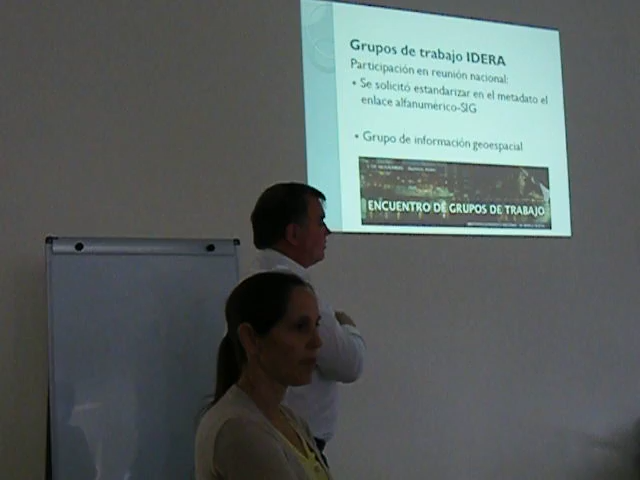 Grupos de trabajo IDERA
Participación en reunión nacional:
• Se solicitó estandarizar en el metadato el
enlace alfanumérico-SIG
• Grupo de información geoespacial
ENCUENTRO DE GRUPOS DE TRABAJO